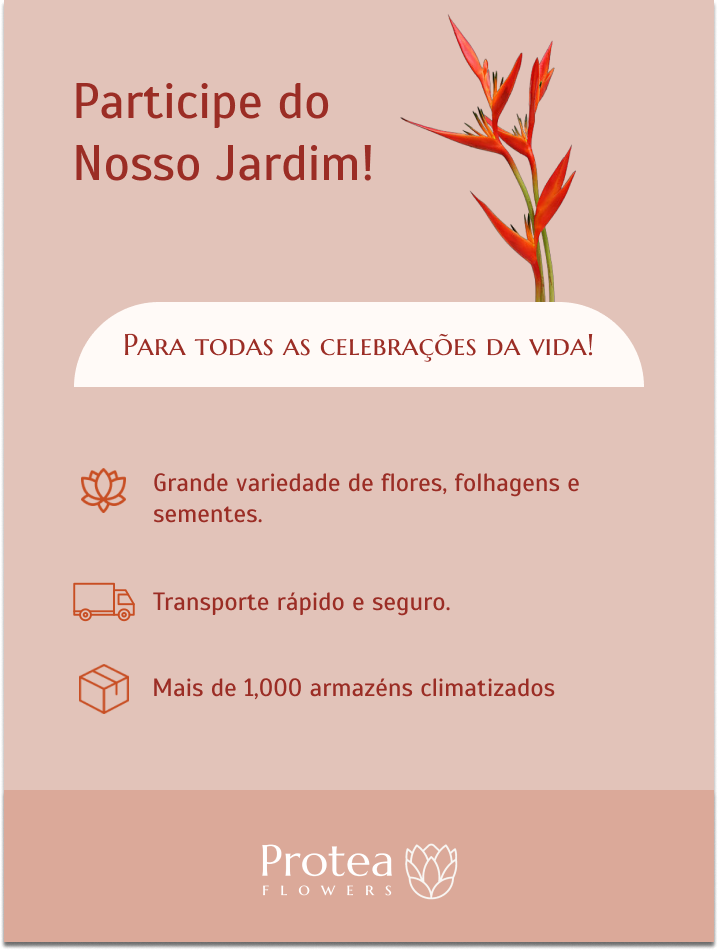 Participe do
Nosso Jardim!
Para todas as celebrações da vida!
Grande variedade de flores, folhagens e
sementes.
Transporte rápido e seguro.
Mais de 1,000 armazéns climatizados
Protea
FLOWERS